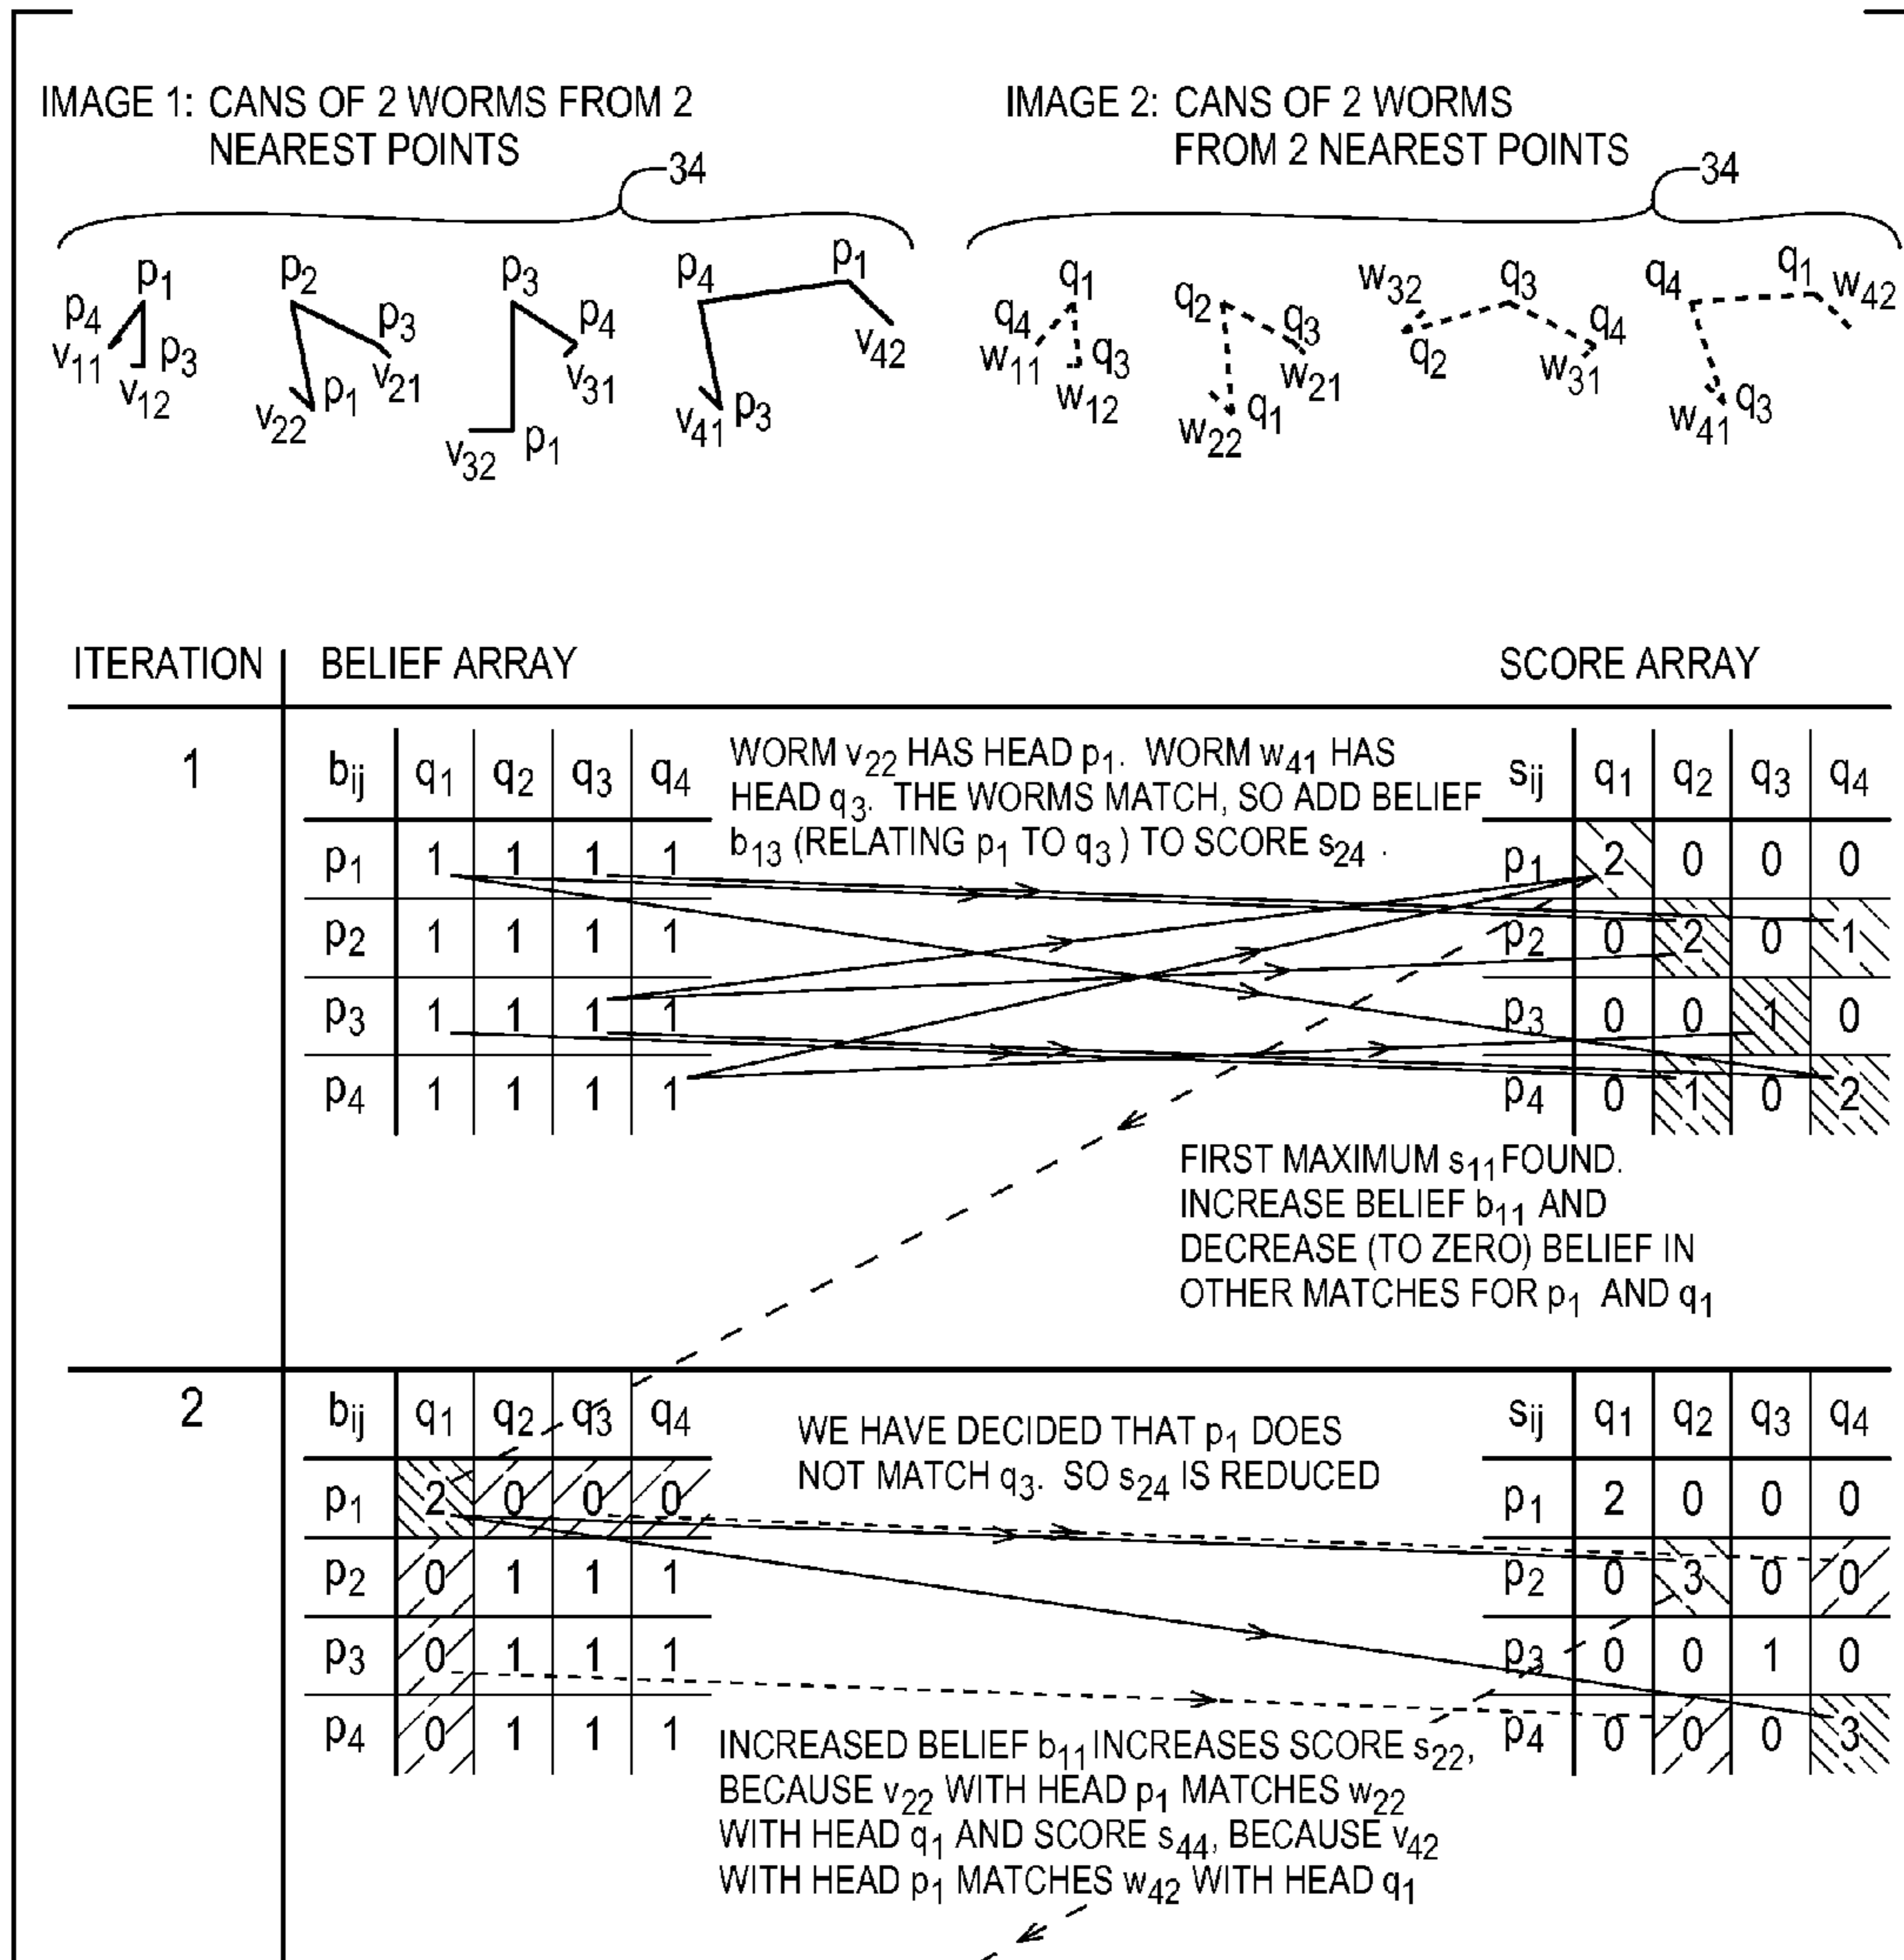 IMAGE 1: CANS OF 2 WORMS FROM 2
NEAREST POINTS
34
p1
p4
v11
p3
v12
p2
p3
v21
p1
v22
p3
p4
v31
v32
p1
p4
p1
v42
v41
p3
IMAGE 2: CANS OF 2 WORMS
FROM 2 NEAREST POINTS
34
q1
q4
w11
q3
w12
q2
q3
w21
q1
w22
w32
q3
q2
q4
w31
q4
q1
w42
w41
q3
ITERATION BELIEF ARRAY SCORE ARRAY
1
bij q1 q2 q3 q4
p1 1 1 1 1
p2 1 1 1 1
p3 1 1 1 1
p4 1 1 1 1
WORM v22 HAS HEAD p1. WORM w41 HAS
HEAD q3. THE WORMS MATCH, SO ADD BELIEF
b13 (RELATING p1 TO q3 ) TO SCORE s24 .
sij q1 q2 q3 q4
p1 2 0 0 0
p2 0 2 0 1
p3 0 0 1 0
p4 0 1 0 2
FIRST MAXIMUM s11 FOUND.
INCREASE BELIEF b11 AND
DECREASE (TO ZERO) BELIEF IN
OTHER MATCHES FOR p1 AND q1
2
bij q1 q2 q3 q4
p1 2 0 0 0
p2 0 1 1 1
p3 0 1 1 1
p4 0 1 1 1
WE HAVE DECIDED THAT p1 DOES
NOT MATCH q3. SO s24 IS REDUCED
sij q1 q2 q3 q4
p1 2 0 0 0
p2 0 3 0 0
p3 0 0 1 0
p4 0 0 0 3
INCREASED BELIEF b11 INCREASES SCORE s22,
BECAUSE v22 WITH HEAD p1 MATCHES w22
WITH HEAD q1 AND SCORE s44, BECAUSE v42
WITH HEAD p1 MATCHES w42 WITH HEAD q1